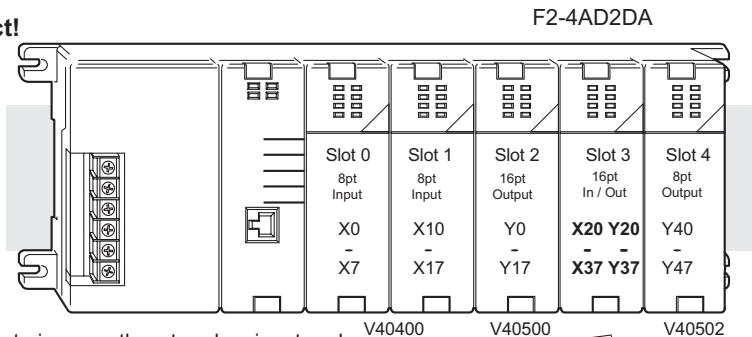 ct!
F2-4AD2DA
Slot 0
8pt
Input
X0
-
X7
Slot 1
8pt
Input
X10
-
X17
Slot 2
16pt
Output
Y0
-
Y17
Slot 3
16pt
In / Out
X20 Y20
- -
X37 Y37
Slot 4
8pt
Output
Y40
-
Y47
V40400
V40500
V40502